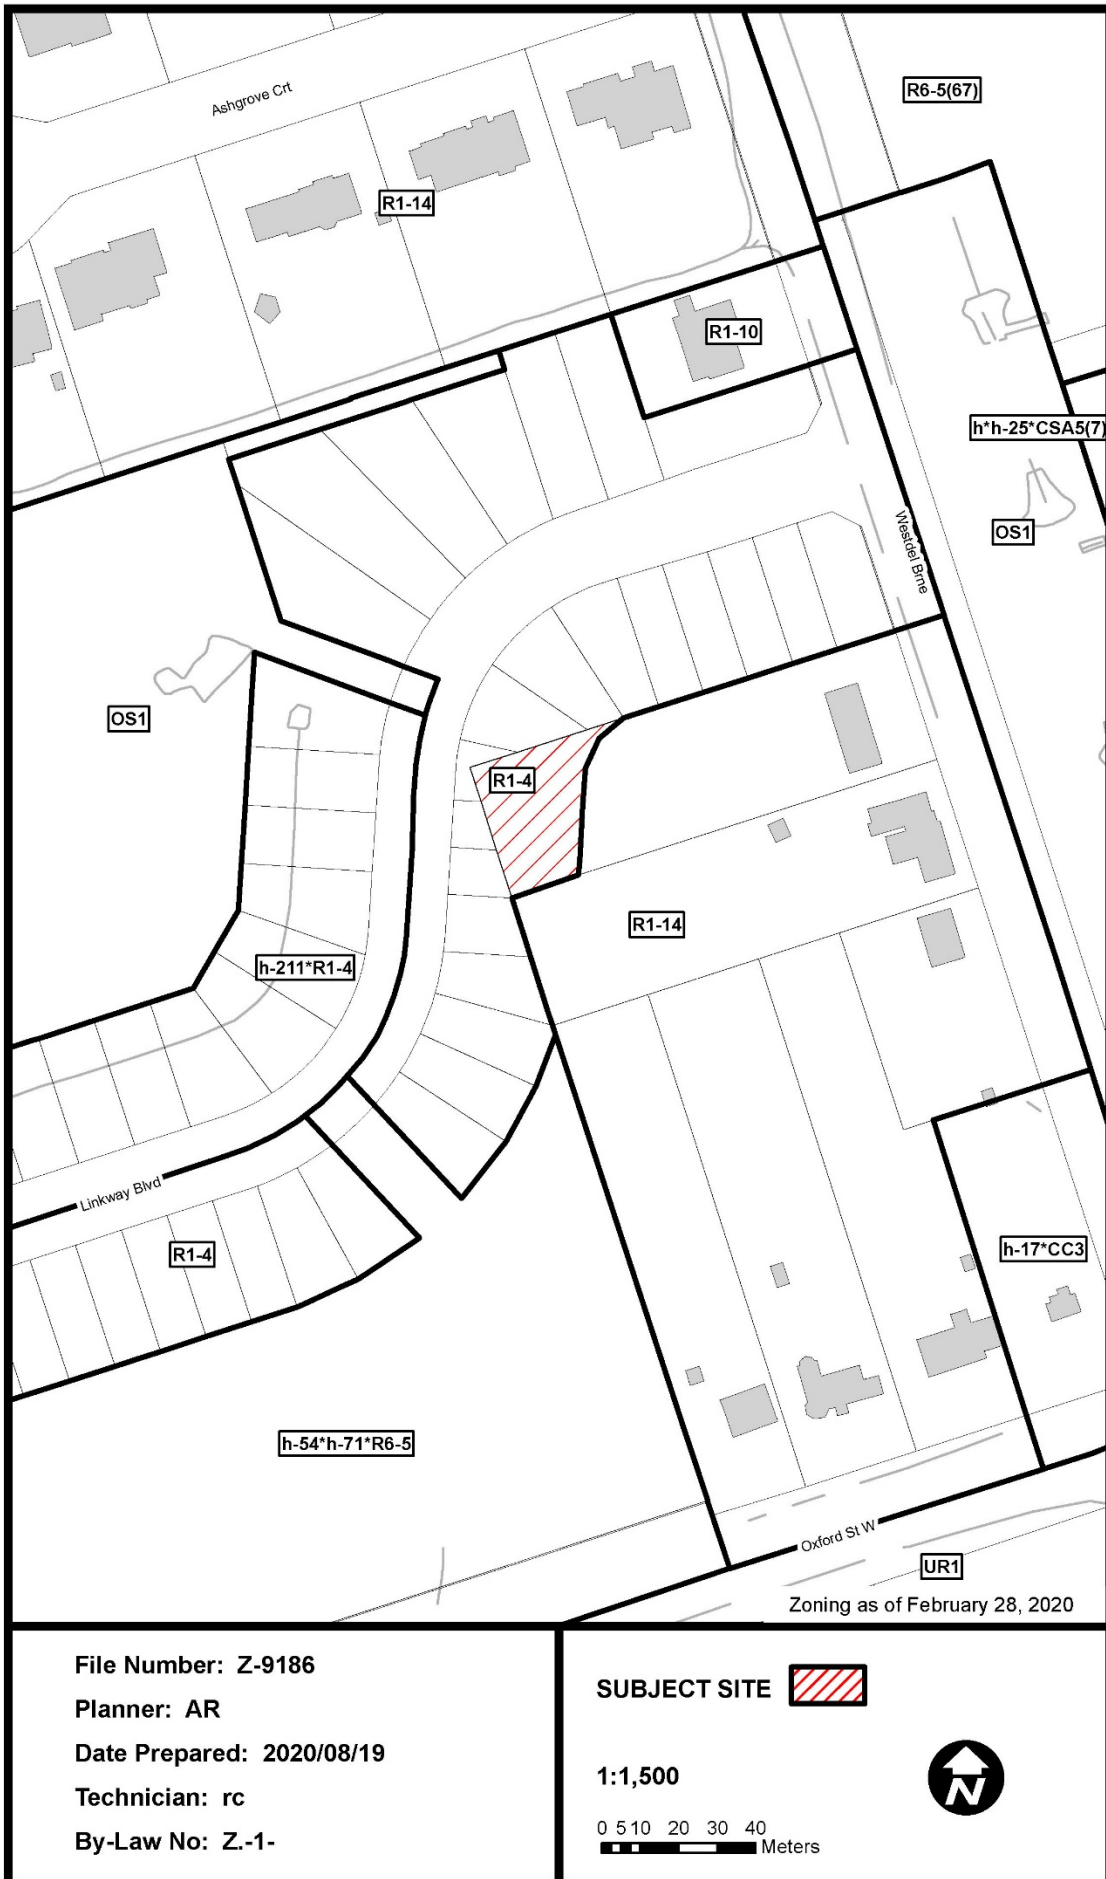 Ashgrove Crt
R6-5(67)
R1-14
R1-10
h*h-25*CSA5(7)
OS1
Westdel Brne
OS1
R1-4
R1-14
h-211*R1-4
Linkway Blvd
R1-4
h-17*CC3
h-54*h-71*R6-5
Oxford St W
UR1
Zoning as of February 28, 2020
File Number: Z-9186
Planner: AR
Date Prepared: 2020/08/19
Technician: rc
By-Law No: Z.-1-
SUBJECT SITE
1:1,500
0 5 10 20 30 40
Meters
N